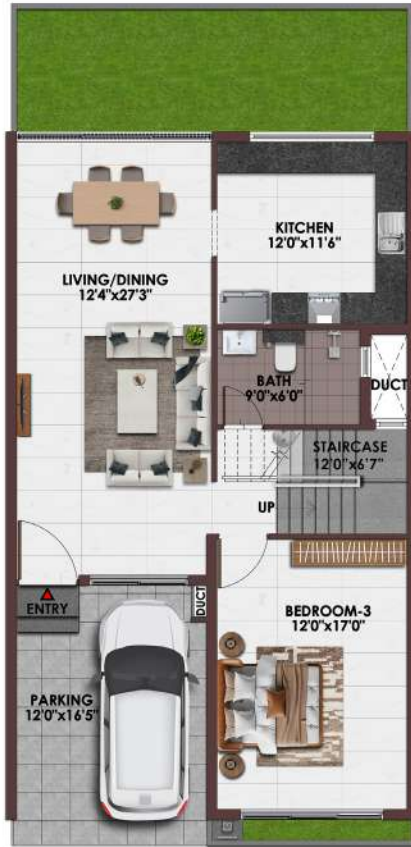 KITCHEN
12'0"x11'6"
LIVING/DINING
12'4"x27'3"
BATH
9'0"x6'0"
DUCT
STAIRCASE
12'0"x6'7"
UP
ENTRY
DUCT
BEDROOM-3
12'0"x17'0"
PARKING
12'0"x16'5"